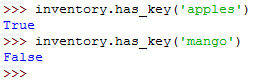 >>> inventory.has_key('apples')
True
>>> inventory.has_key('mango')
False
>>>